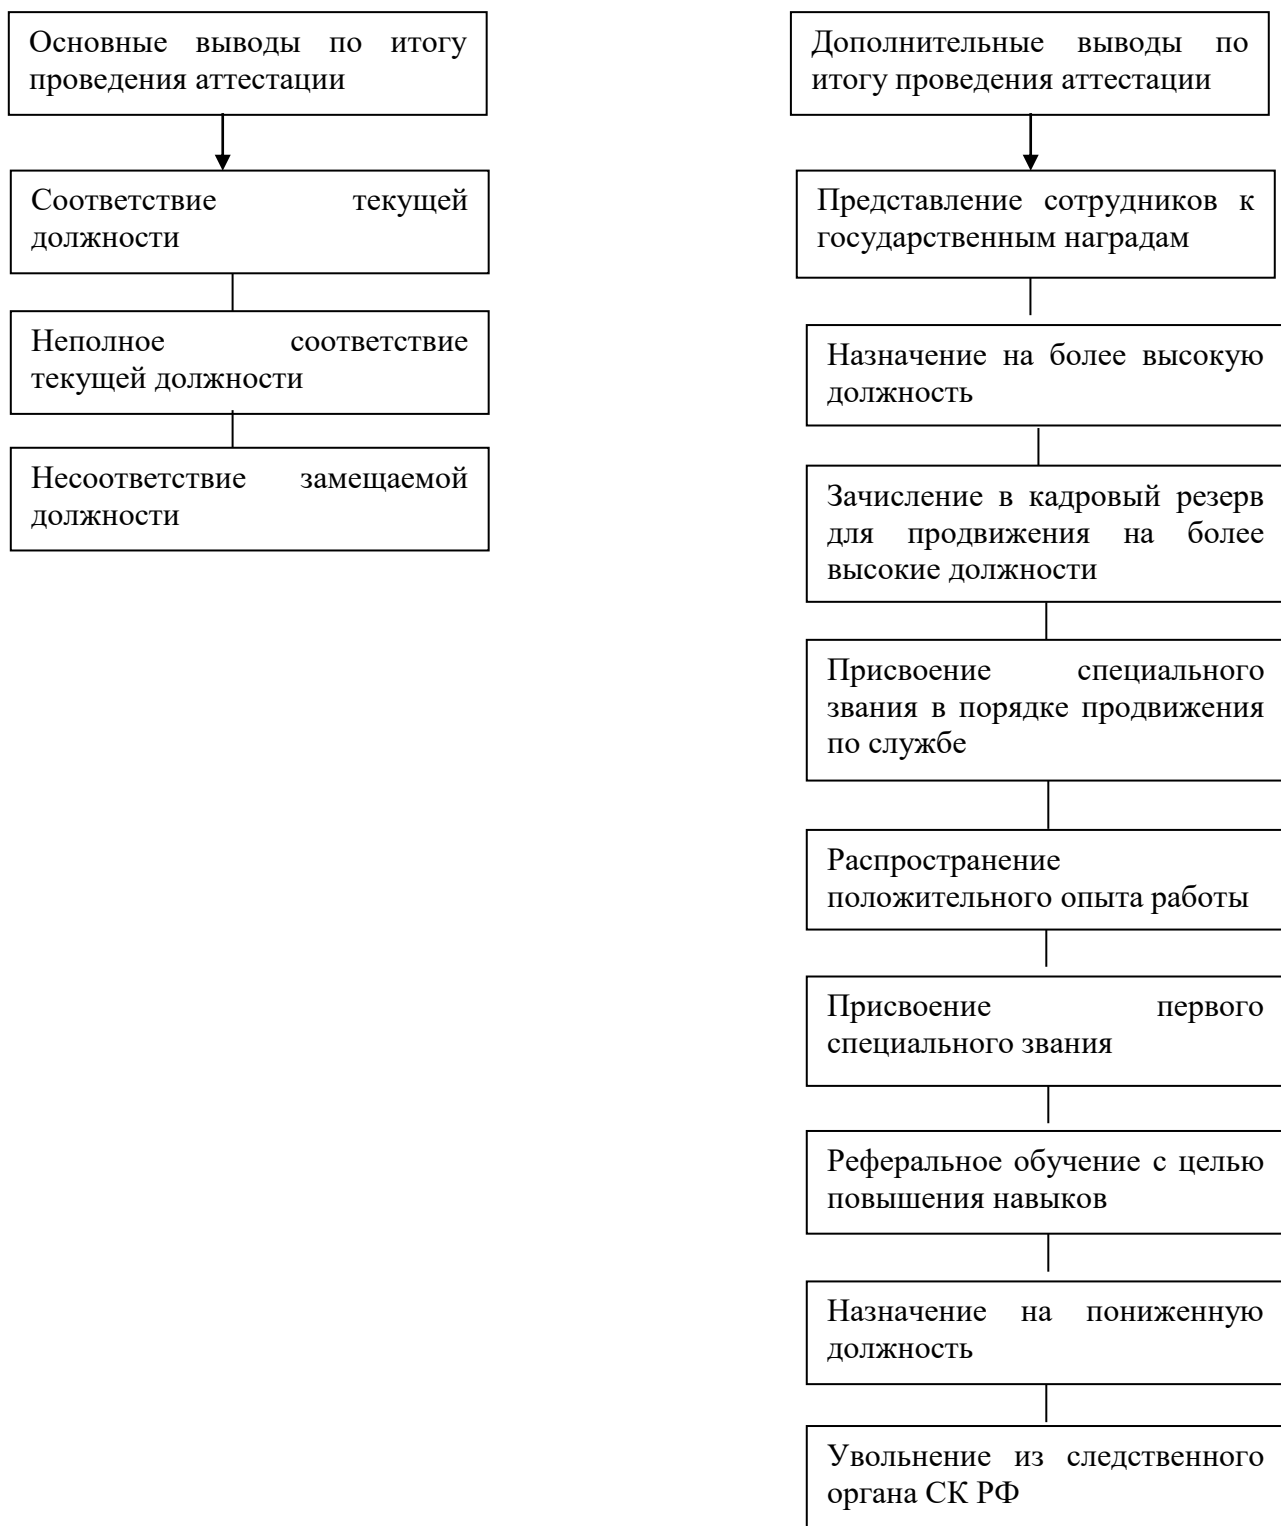 Основные выводы по итогу
проведения аттестации
Соответствие текущей
должности
Неполное соответствие
текущей должности
Несоответствие замещаемой
должности
Дополнительные выводы по
итогу проведения аттестации
Представление сотрудников к
государственным наградам
Назначение на более высокую
должность
Зачисление в кадровый резерв
для продвижения на более
высокие должности
Присвоение специального
звания в порядке продвижения
по службе
Распространение
положительного опыта работы
Присвоение первого
специального звания
Реферальное обучение с целью
повышения навыков
Назначение на пониженную
должность
Увольнение из следственного
органа СК РФ